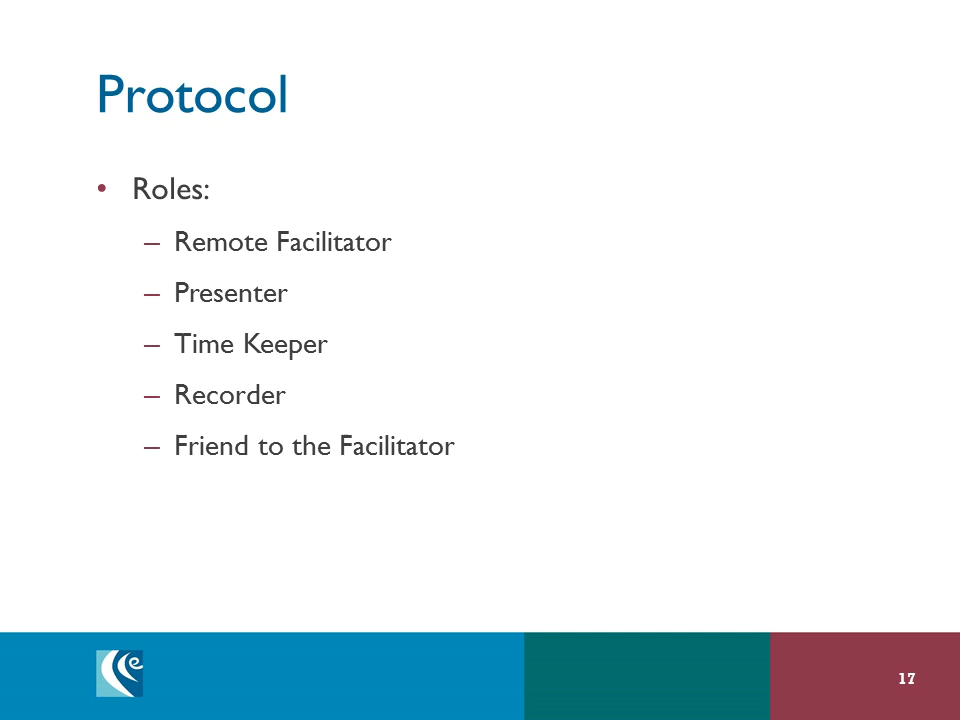 Protocol
• Roles:
– Remote Facilitator
– Presenter
– Time Keeper
– Recorder
– Friend to the Facilitator
e
17